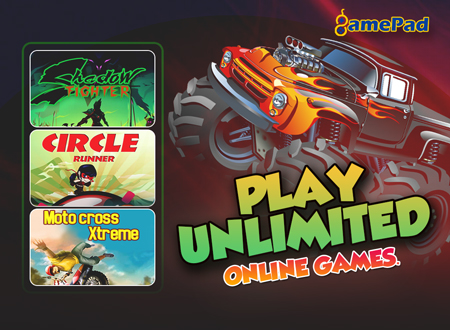 GamePad
Shadow
FIGHTER
CIRCLE
RUNNER
Moto cross
Xtreme
PLAY
UNLIMITED
ONLINE GAMES.